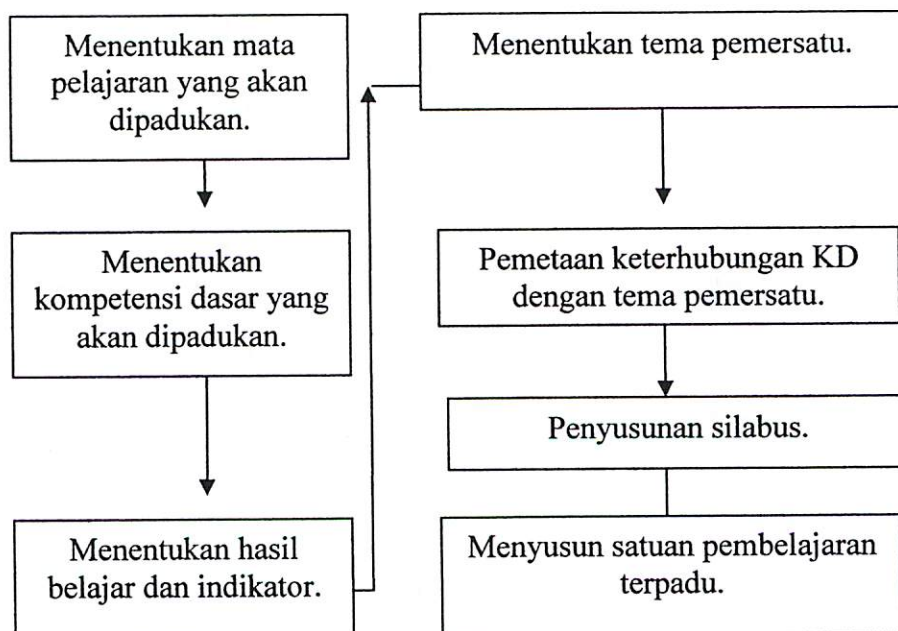 Menentukan mata
pelajaran yang akan
dipadukan.
Menentukan
kompetensi dasar yang
akan dipadukan.
Menentukan hasil
belajar dan indikator.
Menentukan tema pemersatu.
Pemetaan keterhubungan KD
dengan tema pemersatu.
Penyusunan silabus.
Menyusun satuan pembelajaran
terpadu.